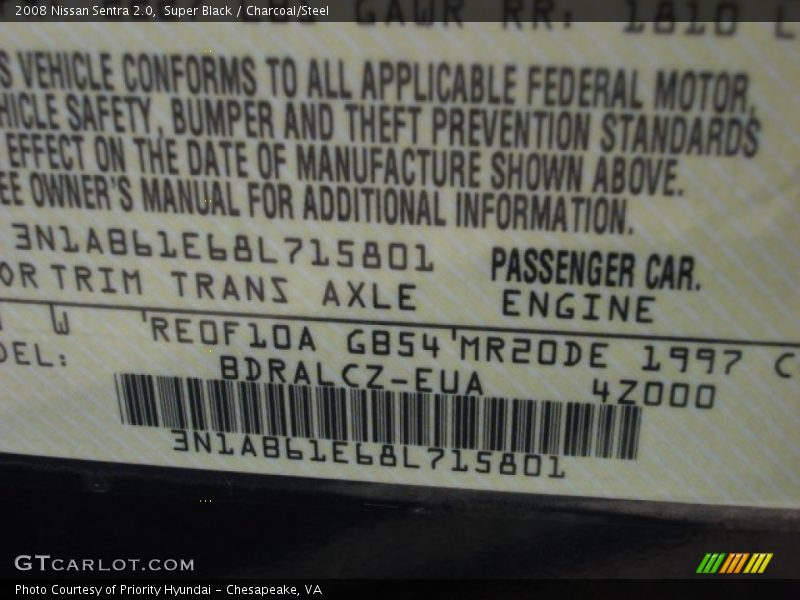 2008 Nissan Sentra 2.0, Super Black / Charcoal/Steel
GAWR RR: 1810 L
S VEHICLE CONFORMS TO ALL APPLICABLE FEDERAL MOTOR
HICLE SAFETY, BUMPER AND THEFT PREVENTION STANDARDS
EFFECT ON THE DATE OF MANUFACTURE SHOWN ABOVE.
EE OWNER'S MANUAL FOR ADDITIONAL INFORMATION.
3N1AB61E68L715801 PASSENGER CAR.
OR TRIM TRANS AXLE ENGINE
W RE0F10A GB54 MR20DE 1997 C
DEL: BDRALCZ-EUA 4Z000
3N1AB61E68L715801
GTCARLOT.COM
Photo Courtesy of Priority Hyundai - Chesapeake, VA